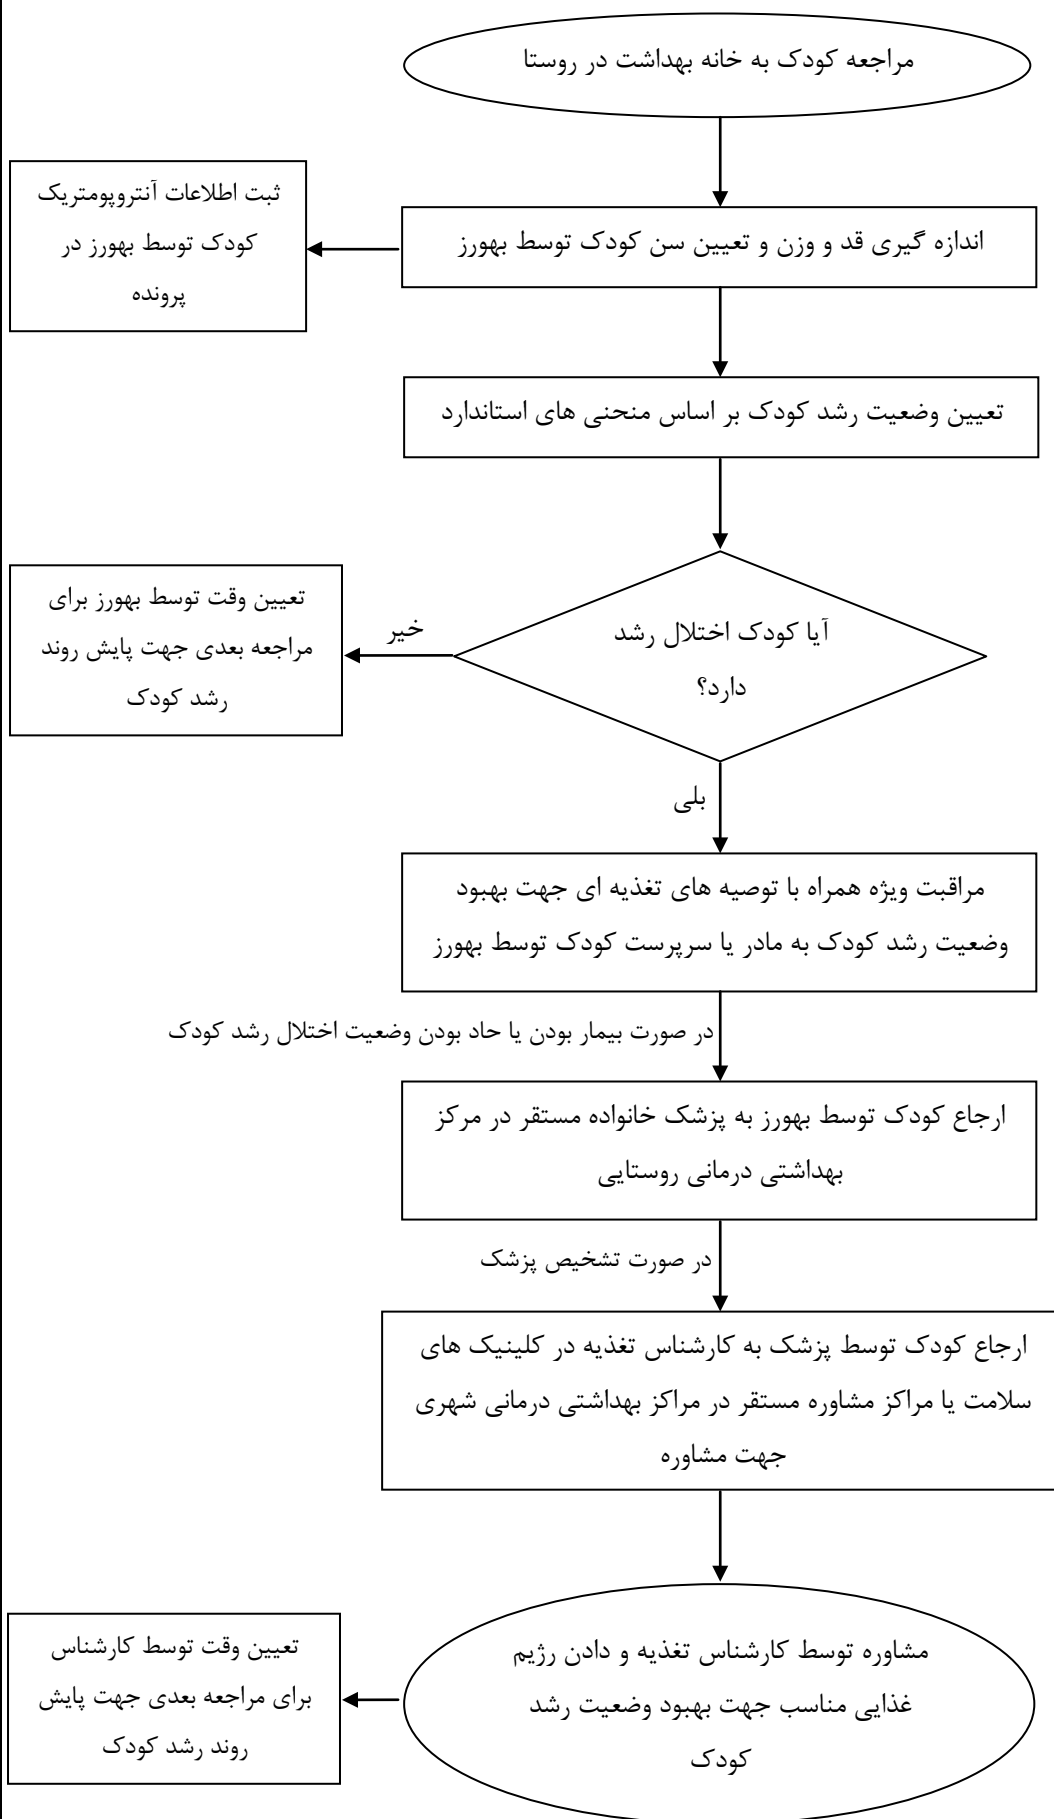 مراجعه کودک به خانه بهداشت در روستا
اندازه گیری قد و وزن و تعیین سن کودک توسط بهورز
ثبت اطلاعات آنتروپومتریک
کودک توسط بهورز در
پرونده
تعیین وضعیت رشد کودک بر اساس منحنی های استاندارد
آیا کودک اختلال رشد
دارد؟
خیر
تعیین وقت توسط بهورز برای
مراجعه بعدی جهت پایش روند
رشد کودک
بلی
مراقبت ویژه همراه با توصیه های تغذیه ای جهت بهبود
وضعیت رشد کودک به مادر یا سرپرست کودک توسط بهورز
در صورت بیمار بودن یا حاد بودن وضعیت اختلال رشد کودک
ارجاع کودک توسط بهورز به پزشک خانواده مستقر در مرکز
بهداشتی درمانی روستایی
در صورت تشخیص پزشک
ارجاع کودک توسط پزشک به کارشناس تغذیه در کلینیک های
سلامت یا مراکز مشاوره مستقر در مراکز بهداشتی درمانی شهری
جهت مشاوره
مشاوره توسط کارشناس تغذیه و دادن رژیم
غذایی مناسب جهت بهبود وضعیت رشد
کودک
تعیین وقت توسط کارشناس
برای مراجعه بعدی جهت پایش
روند رشد کودک